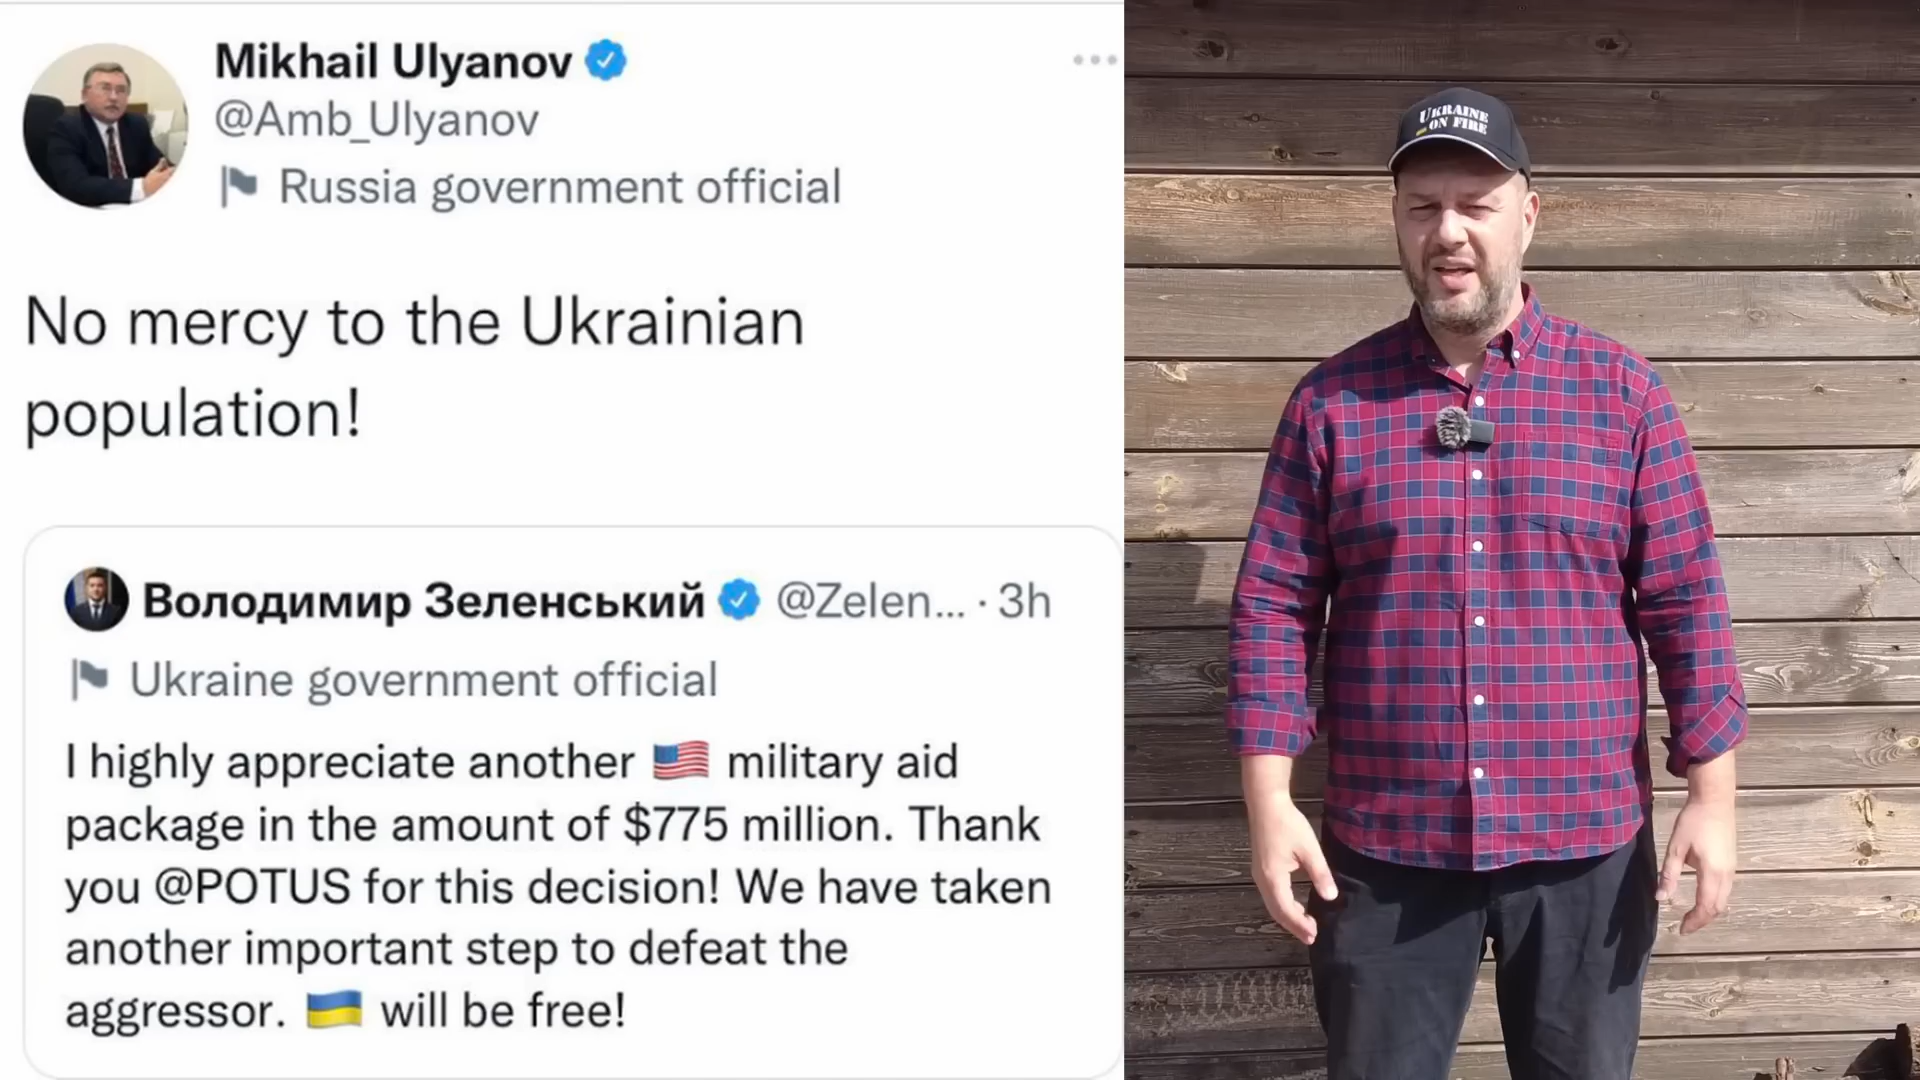 Mikhail Ulyanov
@Amb_Ulyanov
Russia government official
No mercy to the Ukrainian
population!
Володимир Зеленський @Zelen... · 3h
Ukraine government official
I highly appreciate another 🇺🇸 military aid
package in the amount of $775 million. Thank
you @POTUS for this decision! We have taken
another important step to defeat the
aggressor. 🇺🇦 will be free!
UKRAINE
ON FIRE